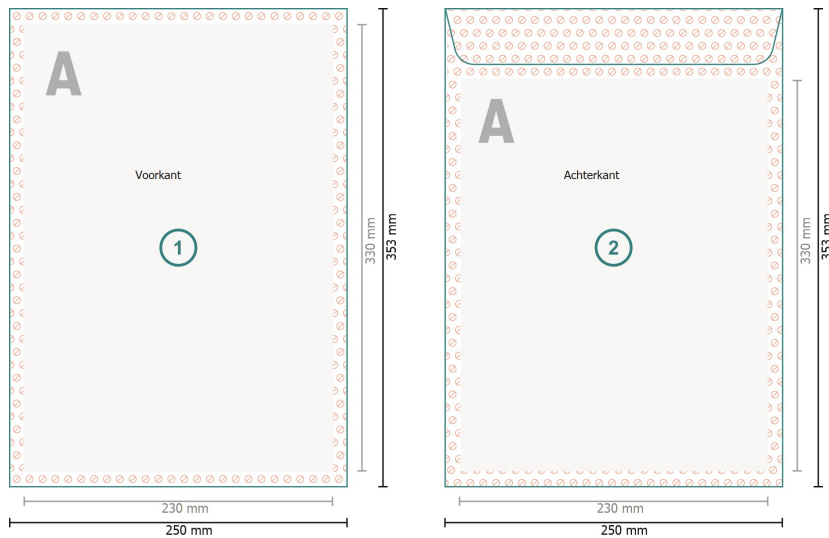 A
Voorkant
1
330 mm
353 mm
230 mm
250 mm
A
Achterkant
2
330 mm
353 mm
230 mm
250 mm